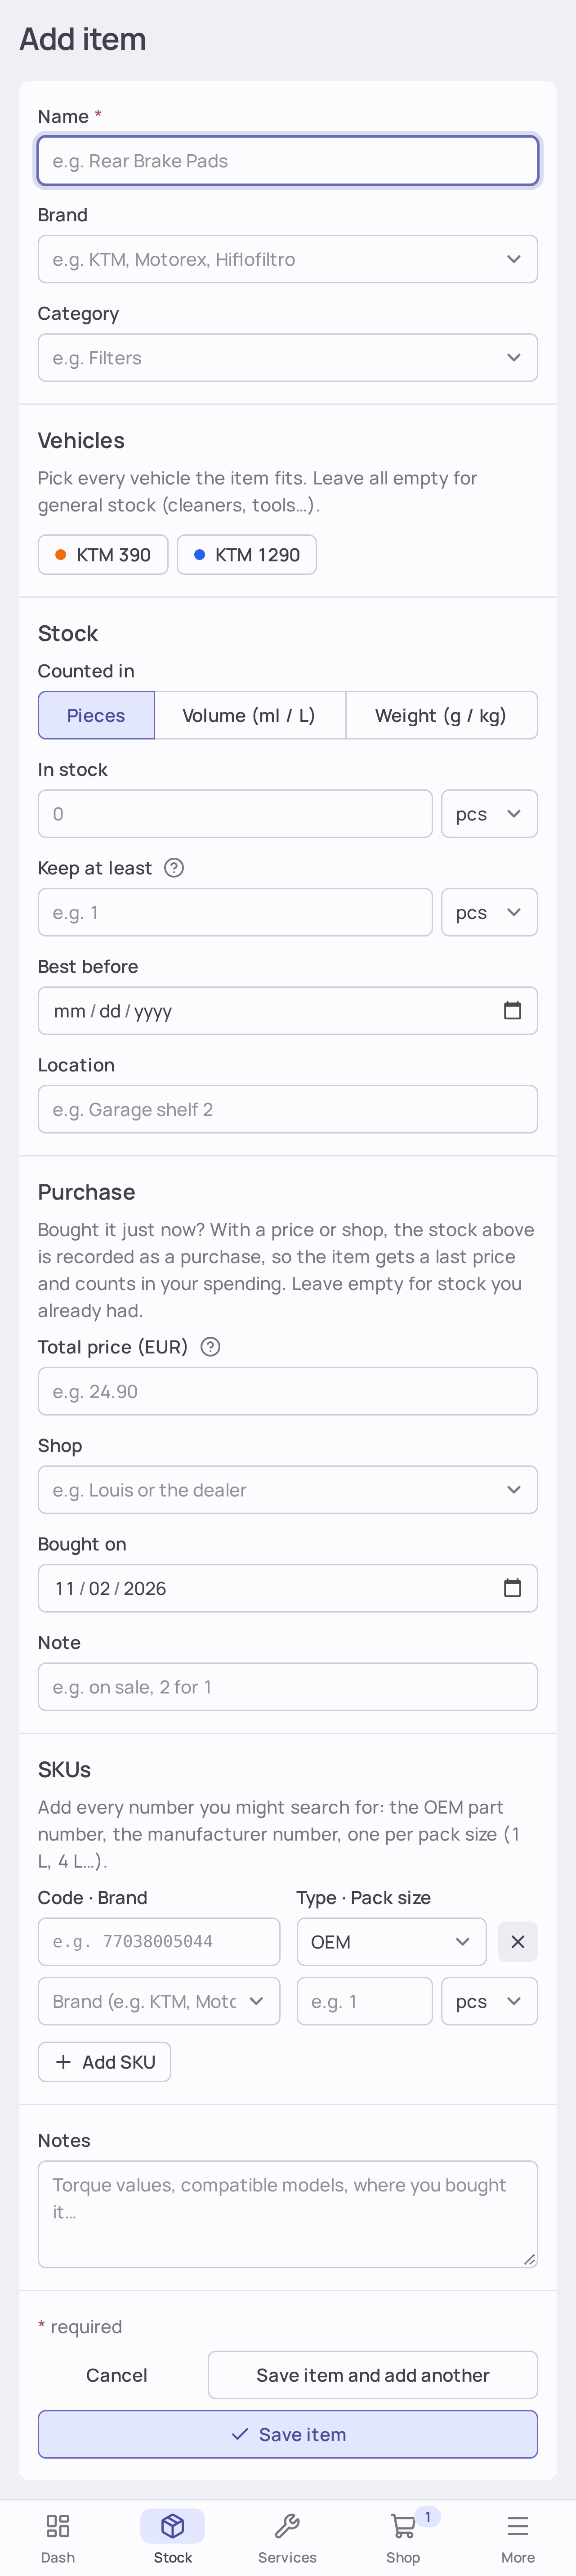 Add item
Name *
e.g. Rear Brake Pads
Brand
e.g. KTM, Motorex, Hiflofiltro
Category
e.g. Filters
Vehicles
Pick every vehicle the item fits. Leave all empty for
general stock (cleaners, tools…).
KTM 390
KTM 1290
Stock
Counted in
Pieces
Volume (ml / L)
Weight (g / kg)
In stock
0
pcs
Keep at least
e.g. 1
pcs
Best before
mm/dd/yyyy
Location
e.g. Garage shelf 2
Purchase
Bought it just now? With a price or shop, the stock above
is recorded as a purchase, so the item gets a last price
and counts in your spending. Leave empty for stock you
already had.
Total price (EUR)
e.g. 24.90
Shop
e.g. Louis or the dealer
Bought on
11/02/2026
Note
e.g. on sale, 2 for 1
SKUs
Add every number you might search for: the OEM part
number, the manufacturer number, one per pack size (1
L, 4 L…).
Code · Brand
Type · Pack size
e.g. 77038005044
OEM
Brand (e.g. KTM, Motc
e.g. 1
pcs
Add SKU
Notes
Torque values, compatible models, where you bought
it…
* required
Cancel
Save item and add another
Save item
1
Dash
Stock
Services
Shop
More